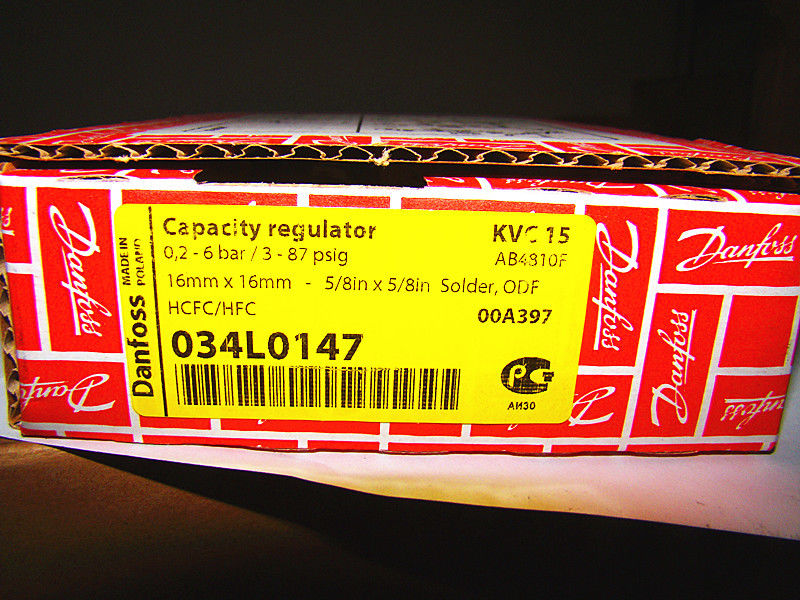 Capacity regulator
KVC 15
0,2 - 6 bar / 3 - 87 psig
AB4810F
16mm x 16mm - 5/8in x 5/8in Solder, ODF
HCFC/HFC
00A397
034L0147
Danfoss
MADE IN
POLAND
АИ30
Danfoss
Danfoss
Danfoss
Danfoss
Danfoss
Danfoss